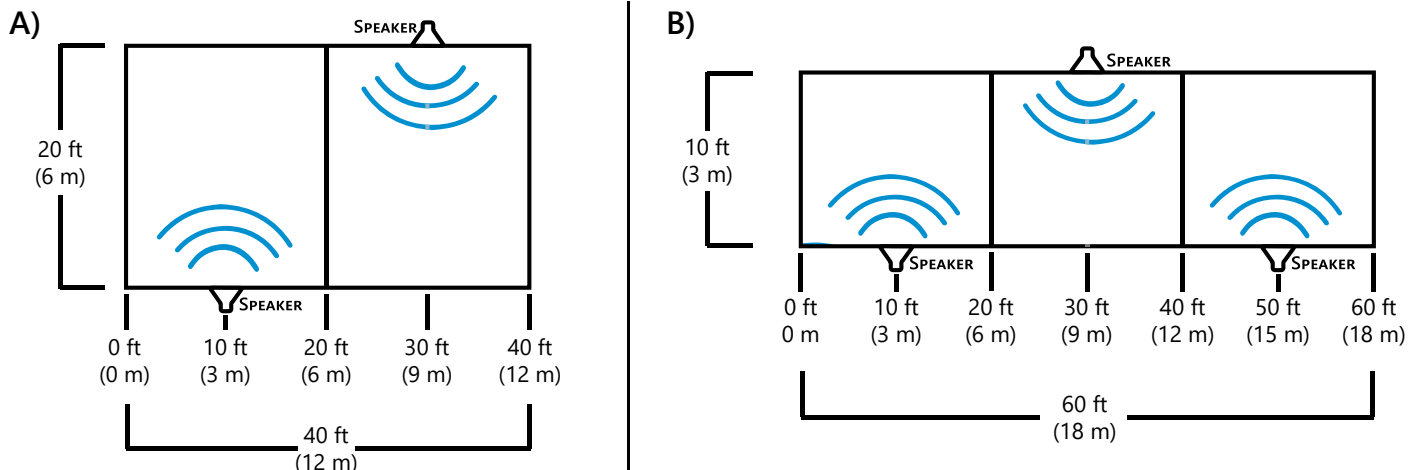 A)
SPEAKER
20 ft
(6 m)
SPEAKER
0 ft 10 ft 20 ft 30 ft 40 ft
(0 m) (3 m) (6 m) (9 m) (12 m)
40 ft
(12 m)
B)
SPEAKER
10 ft
(3 m)
SPEAKER SPEAKER
0 ft 10 ft 20 ft 30 ft 40 ft 50 ft 60 ft
0 m (3 m) (6 m) (9 m) (12 m) (15 m) (18 m)
60 ft
(18 m)